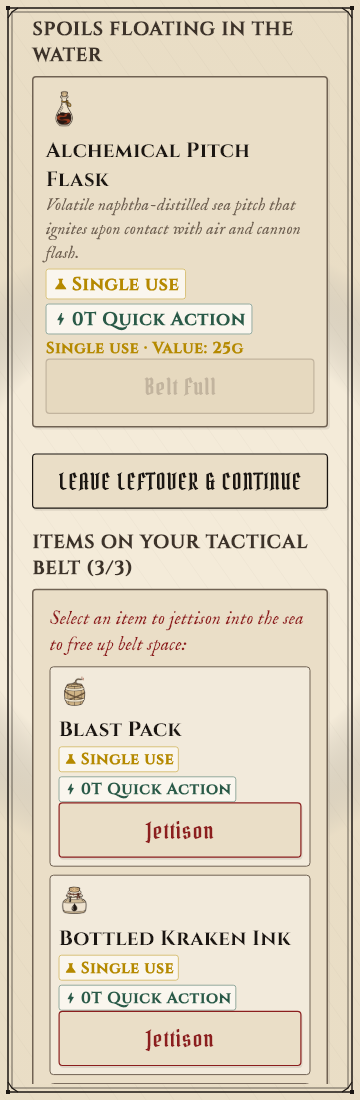 Spoils Floating in the
Water
Alchemical Pitch
Flask
Volatile naphtha-distilled sea pitch that
ignites upon contact with air and cannon
flash.
Single use
0T Quick Action
Single use · Value: 25g
Belt Full
Leave Leftover & Continue
Items on Your Tactical
Belt (3/3)
Select an item to jettison into the sea
to free up belt space:
Blast Pack
Single use
0T Quick Action
Jettison
Bottled Kraken Ink
Single use
0T Quick Action
Jettison